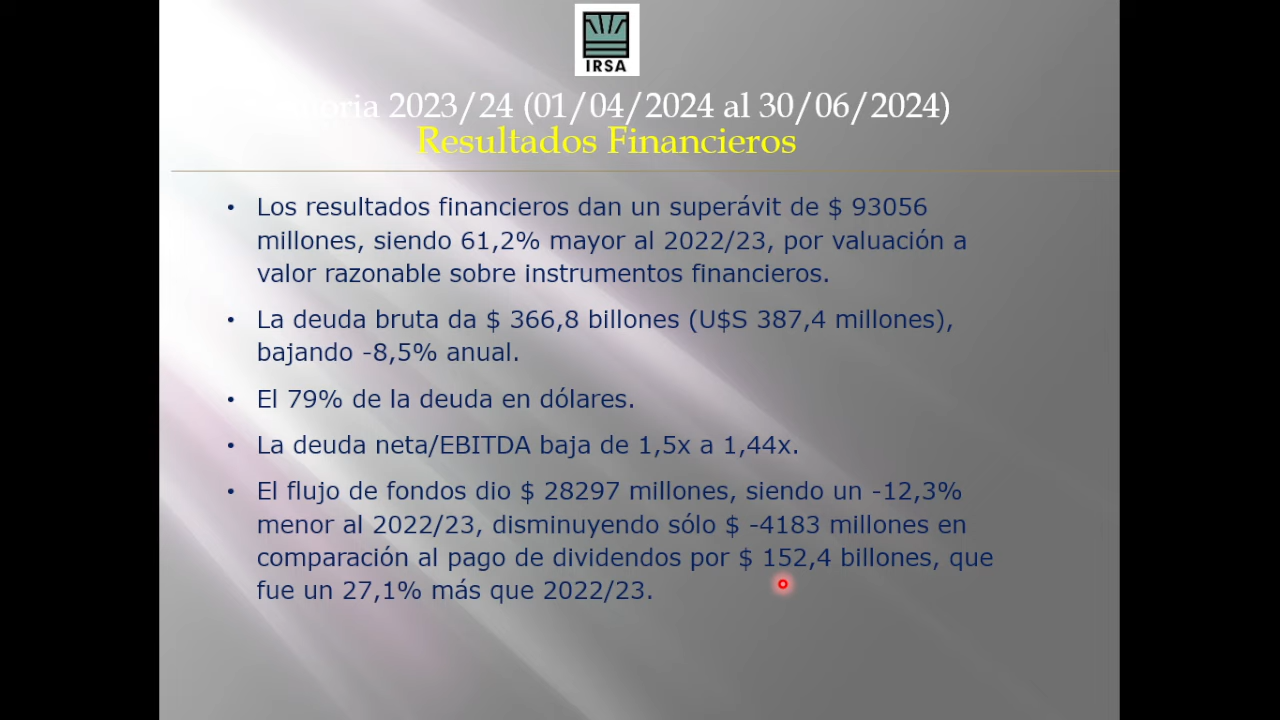 IRSA
Memoria 2023/24 (01/04/2024 al 30/06/2024)
Resultados Financieros
• Los resultados financieros dan un superávit de $ 93056
millones, siendo 61,2% mayor al 2022/23, por valuación a
valor razonable sobre instrumentos financieros.
• La deuda bruta da $ 366,8 billones (U$S 387,4 millones),
bajando -8,5% anual.
• El 79% de la deuda en dólares.
• La deuda neta/EBITDA baja de 1,5x a 1,44x.
• El flujo de fondos dio $ 28297 millones, siendo un -12,3%
menor al 2022/23, disminuyendo sólo $ -4183 millones en
comparación al pago de dividendos por $ 152,4 billones, que
fue un 27,1% más que 2022/23.